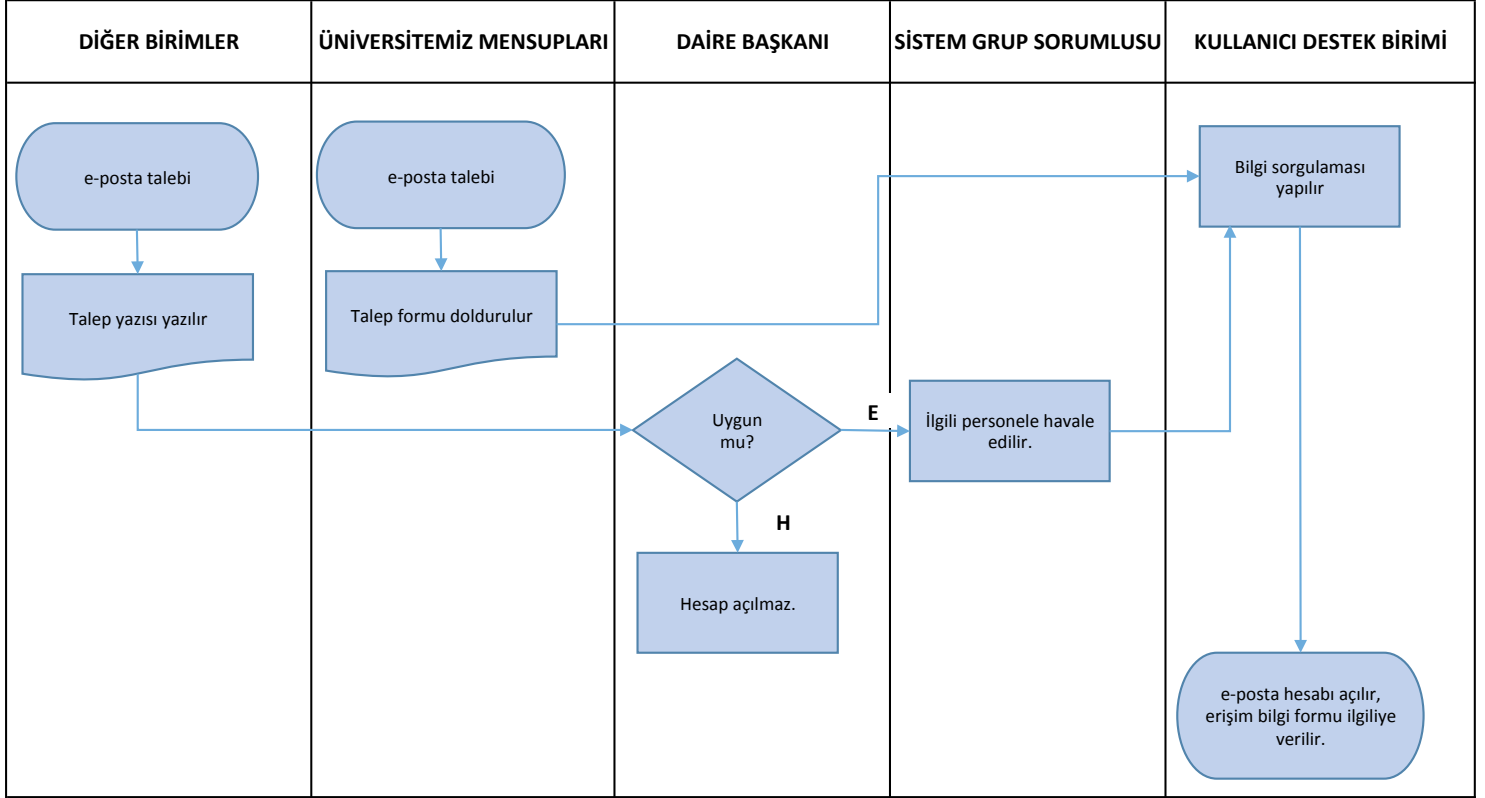 DİĞER BİRİMLER
ÜNİVERSİTEMİZ MENSUPLARI
DAİRE BAŞKANI
SİSTEM GRUP SORUMLUSU
KULLANICI DESTEK BİRİMİ
e-posta talebi
e-posta talebi
Bilgi sorgulaması
yapılır
Talep yazısı yazılır
Talep formu doldurulur
Uygun
mu?
E
İlgili personele havale
edilir.
H
Hesap açılmaz.
e-posta hesabı açılır,
erişim bilgi formu ilgiliye
verilir.